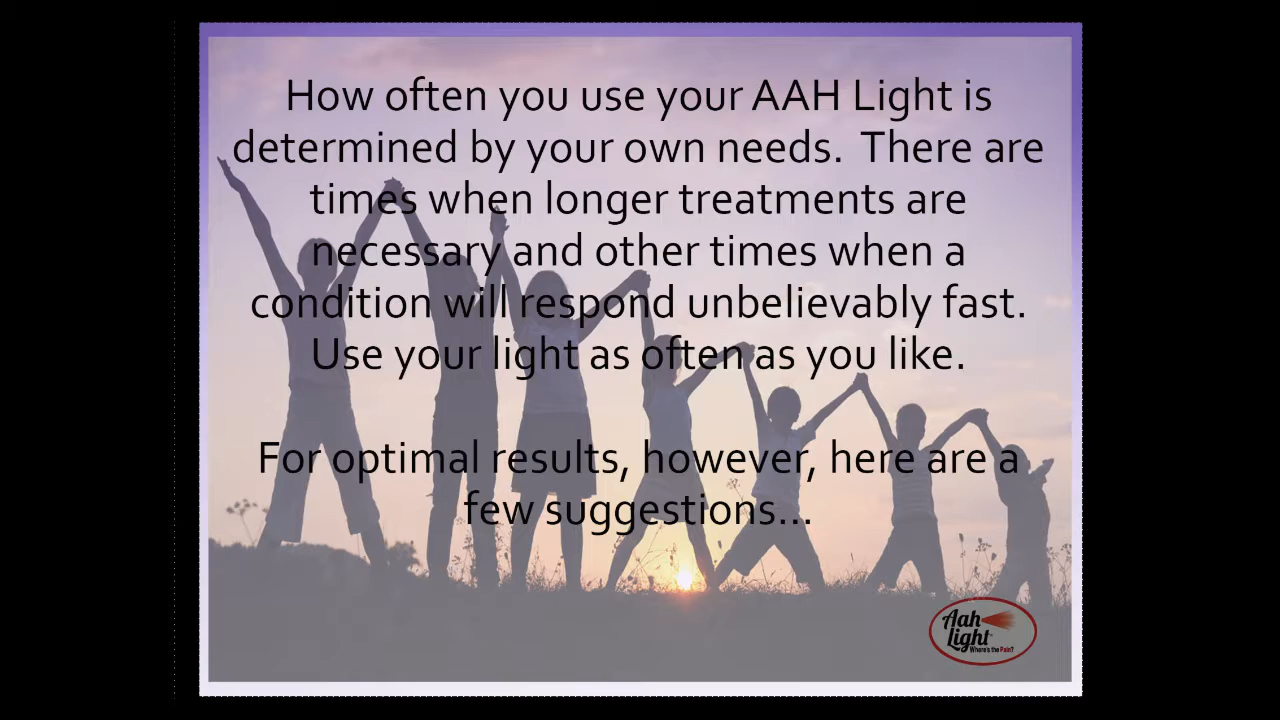 How often you use your AAH Light is
determined by your own needs.  There are
times when longer treatments are
necessary and other times when a
condition will respond unbelievably fast.
Use your light as often as you like.
For optimal results, however, here are a
few suggestions...
Aah
Light
Where's the Pain?